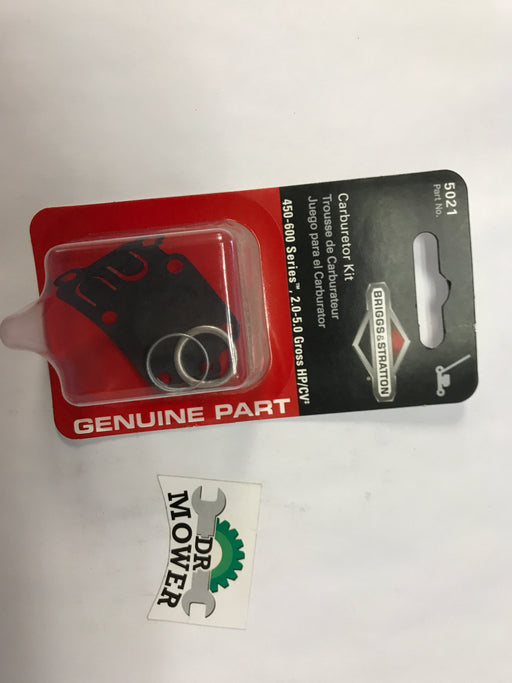 5021
Part No.
BRIGGS&STRATTON
Carburetor Kit
Trousse de Carburateur
Juego para el Carburador
450-600 Series™, 2.0-5.0 Gross HP/CV‡
GENUINE PART
DR
MOWER